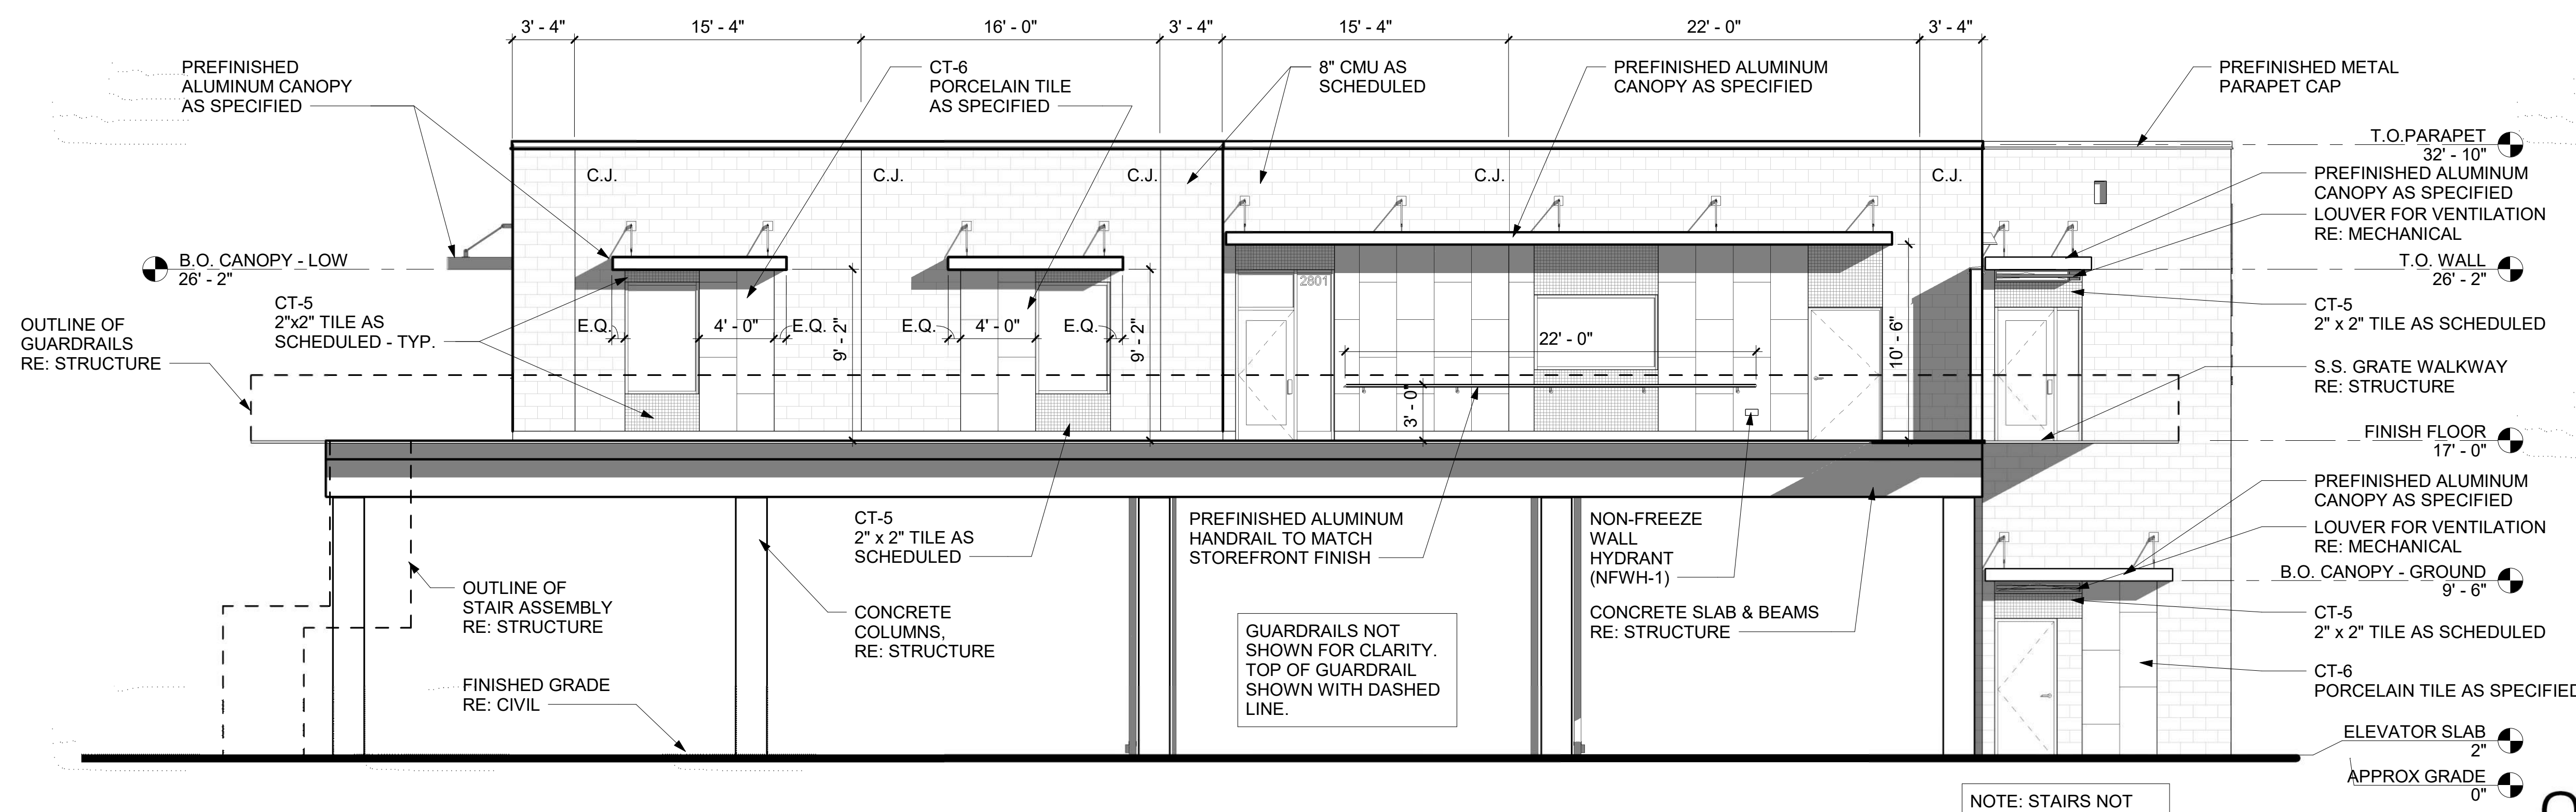 3' - 4"
15' - 4"
16' - 0"
3' - 4"
15' - 4"
22' - 0"
3' - 4"
PREFINISHED
ALUMINUM CANOPY
AS SPECIFIED
CT-6
PORCELAIN TILE
AS SPECIFIED
8" CMU AS
SCHEDULED
PREFINISHED ALUMINUM
CANOPY AS SPECIFIED
PREFINISHED METAL
PARAPET CAP
T.O.PARAPET
32' - 10"
C.J.
C.J.
C.J.
C.J.
C.J.
PREFINISHED ALUMINUM
CANOPY AS SPECIFIED
LOUVER FOR VENTILATION
RE: MECHANICAL
B.O. CANOPY - LOW
26' - 2"
T.O. WALL
26' - 2"
2801
CT-5
2"x2" TILE AS
SCHEDULED - TYP.
OUTLINE OF
GUARDRAILS
RE: STRUCTURE
E.Q.
4' - 0"
E.Q.
9' - 2"
E.Q.
4' - 0"
E.Q.
9' - 2"
22' - 0"
3' - 0"
10' - 6"
CT-5
2" x 2" TILE AS SCHEDULED
S.S. GRATE WALKWAY
RE: STRUCTURE
FINISH FLOOR
17' - 0"
PREFINISHED ALUMINUM
CANOPY AS SPECIFIED
LOUVER FOR VENTILATION
RE: MECHANICAL
CT-5
2" x 2" TILE AS
SCHEDULED
PREFINISHED ALUMINUM
HANDRAIL TO MATCH
STOREFRONT FINISH
NON-FREEZE
WALL
HYDRANT
(NFWH-1)
B.O. CANOPY - GROUND
9' - 6"
OUTLINE OF
STAIR ASSEMBLY
RE: STRUCTURE
CONCRETE
COLUMNS,
RE: STRUCTURE
GUARDRAILS NOT
SHOWN FOR CLARITY.
TOP OF GUARDRAIL
SHOWN WITH DASHED
LINE.
CONCRETE SLAB & BEAMS
RE: STRUCTURE
CT-5
2" x 2" TILE AS SCHEDULED
CT-6
PORCELAIN TILE AS SPECIFIED
FINISHED GRADE
RE: CIVIL
ELEVATOR SLAB
2"
APPROX GRADE
0"
NOTE: STAIRS NOT